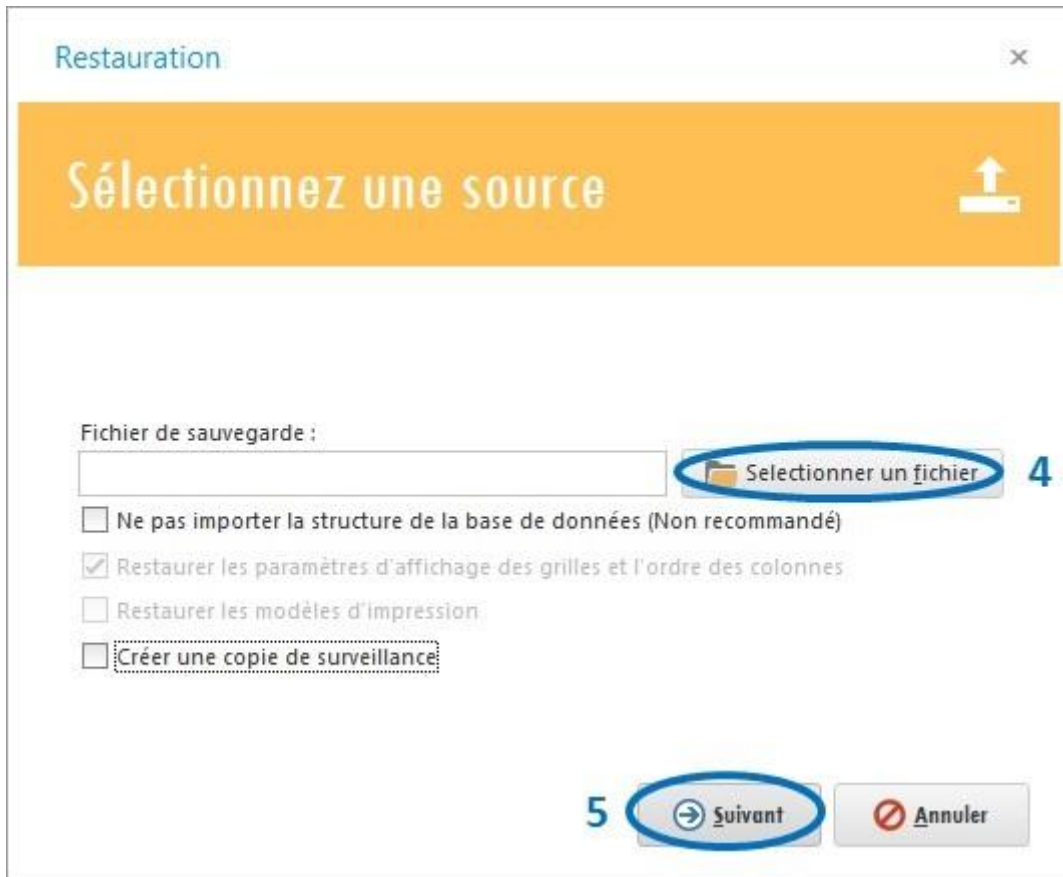 Restauration
Sélectionnez une source
Fichier de sauvegarde :
Selectionner un fichier 4
Ne pas importer la structure de la base de données (Non recommandé)
Restaurer les paramètres d'affichage des grilles et l'ordre des colonnes
Restaurer les modèles d'impression
Créer une copie de surveillance
5 Suivant Annuler